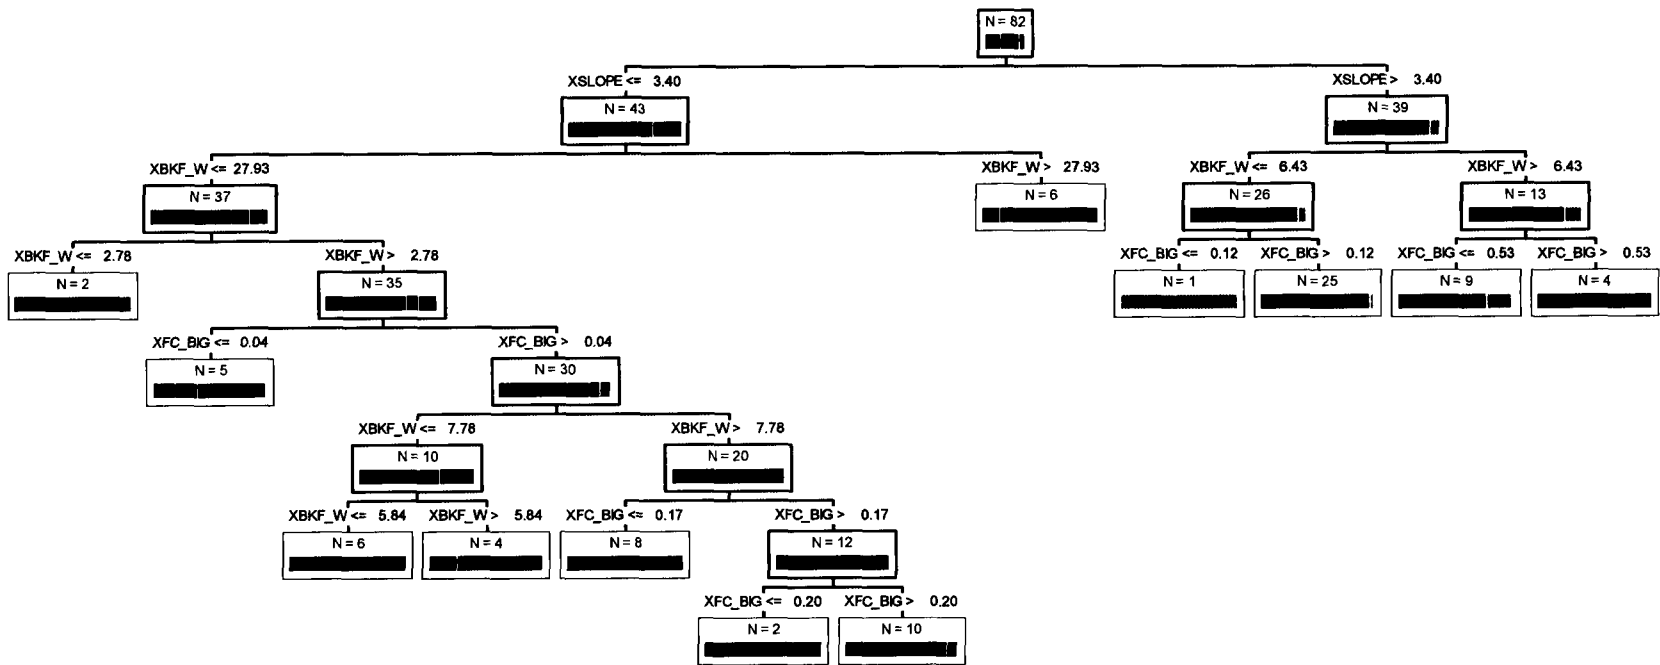 N = 82
XSLOPE <= 3.40 XSLOPE > 3.40
N = 43 N = 39
XBKF_W <= 27.93 XBKF_W > 27.93 XBKF_W <= 6.43 XBKF_W > 6.43
N = 37 N = 6 N = 26 N = 13
XBKF_W <= 2.78 XBKF_W > 2.78 XFC_BIG <= 0.12 XFC_BIG > 0.12 XFC_BIG <= 0.53 XFC_BIG > 0.53
N = 2 N = 35 N = 1 N = 25 N = 9 N = 4
XFC_BIG <= 0.04 XFC_BIG > 0.04
N = 5 N = 30
XBKF_W <= 7.78 XBKF_W > 7.78
N = 10 N = 20
XBKF_W <= 5.84 XBKF_W > 5.84 XFC_BIG <= 0.17 XFC_BIG > 0.17
N = 6 N = 4 N = 8 N = 12
XFC_BIG <= 0.20 XFC_BIG > 0.20
N = 2 N = 10